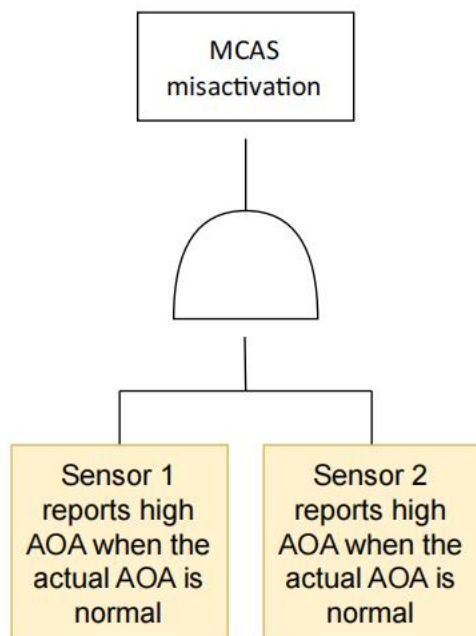 MCAS
misactivation
Sensor 1
reports high
AOA when the
actual AOA is
normal
Sensor 2
reports high
AOA when the
actual AOA is
normal